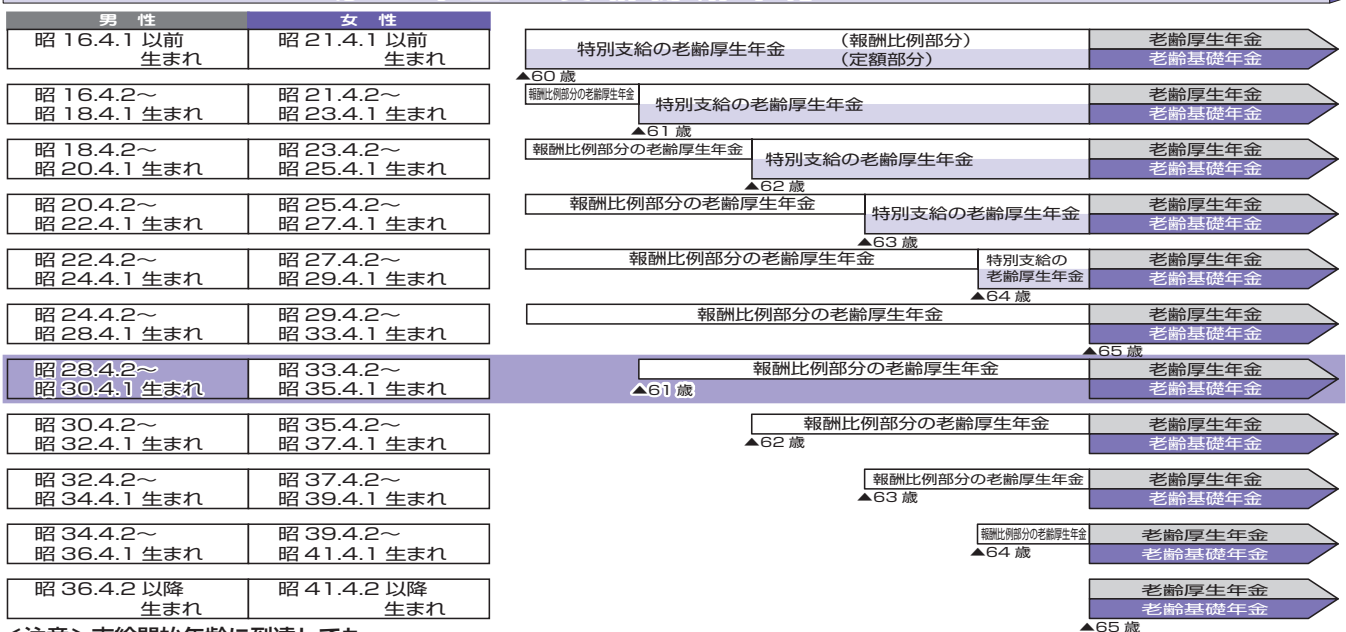 男 性 女 性
昭 16.4.1 以前 昭 21.4.1 以前 特別支給の老齢厚生年金 (報酬比例部分) 老齢厚生年金
生まれ 生まれ (定額部分) 老齢基礎年金
▲60 歳
昭 16.4.2~ 昭 21.4.2~ 報酬比例部分の老齢厚生年金 特別支給の老齢厚生年金 老齢厚生年金
昭 18.4.1 生まれ 昭 23.4.1 生まれ 老齢基礎年金
▲61 歳
昭 18.4.2~ 昭 23.4.2~ 報酬比例部分の老齢厚生年金 特別支給の老齢厚生年金 老齢厚生年金
昭 20.4.1 生まれ 昭 25.4.1 生まれ 老齢基礎年金
▲62 歳
昭 20.4.2~ 昭 25.4.2~ 報酬比例部分の老齢厚生年金 特別支給の老齢厚生年金 老齢厚生年金
昭 22.4.1 生まれ 昭 27.4.1 生まれ 老齢基礎年金
▲63 歳
昭 22.4.2~ 昭 27.4.2~ 報酬比例部分の老齢厚生年金 特別支給の 老齢厚生年金
昭 24.4.1 生まれ 昭 29.4.1 生まれ 老齢厚生年金 老齢基礎年金
▲64 歳
昭 24.4.2~ 昭 29.4.2~ 報酬比例部分の老齢厚生年金 老齢厚生年金
昭 28.4.1 生まれ 昭 33.4.1 生まれ 老齢基礎年金
▲65 歳
昭 28.4.2~ 昭 33.4.2~ 報酬比例部分の老齢厚生年金 老齢厚生年金
昭 30.4.1 生まれ 昭 35.4.1 生まれ ▲61 歳 老齢基礎年金
昭 30.4.2~ 昭 35.4.2~ 報酬比例部分の老齢厚生年金 老齢厚生年金
昭 32.4.1 生まれ 昭 37.4.1 生まれ ▲62 歳 老齢基礎年金
昭 32.4.2~ 昭 37.4.2~ 報酬比例部分の老齢厚生年金 老齢厚生年金
昭 34.4.1 生まれ 昭 39.4.1 生まれ ▲63 歳 老齢基礎年金
昭 34.4.2~ 昭 39.4.2~ 報酬比例部分の老齢厚生年金 老齢厚生年金
昭 36.4.1 生まれ 昭 41.4.1 生まれ ▲64 歳 老齢基礎年金
昭 36.4.2 以降 昭 41.4.2 以降 老齢厚生年金
生まれ 生まれ 老齢基礎年金
▲65 歳